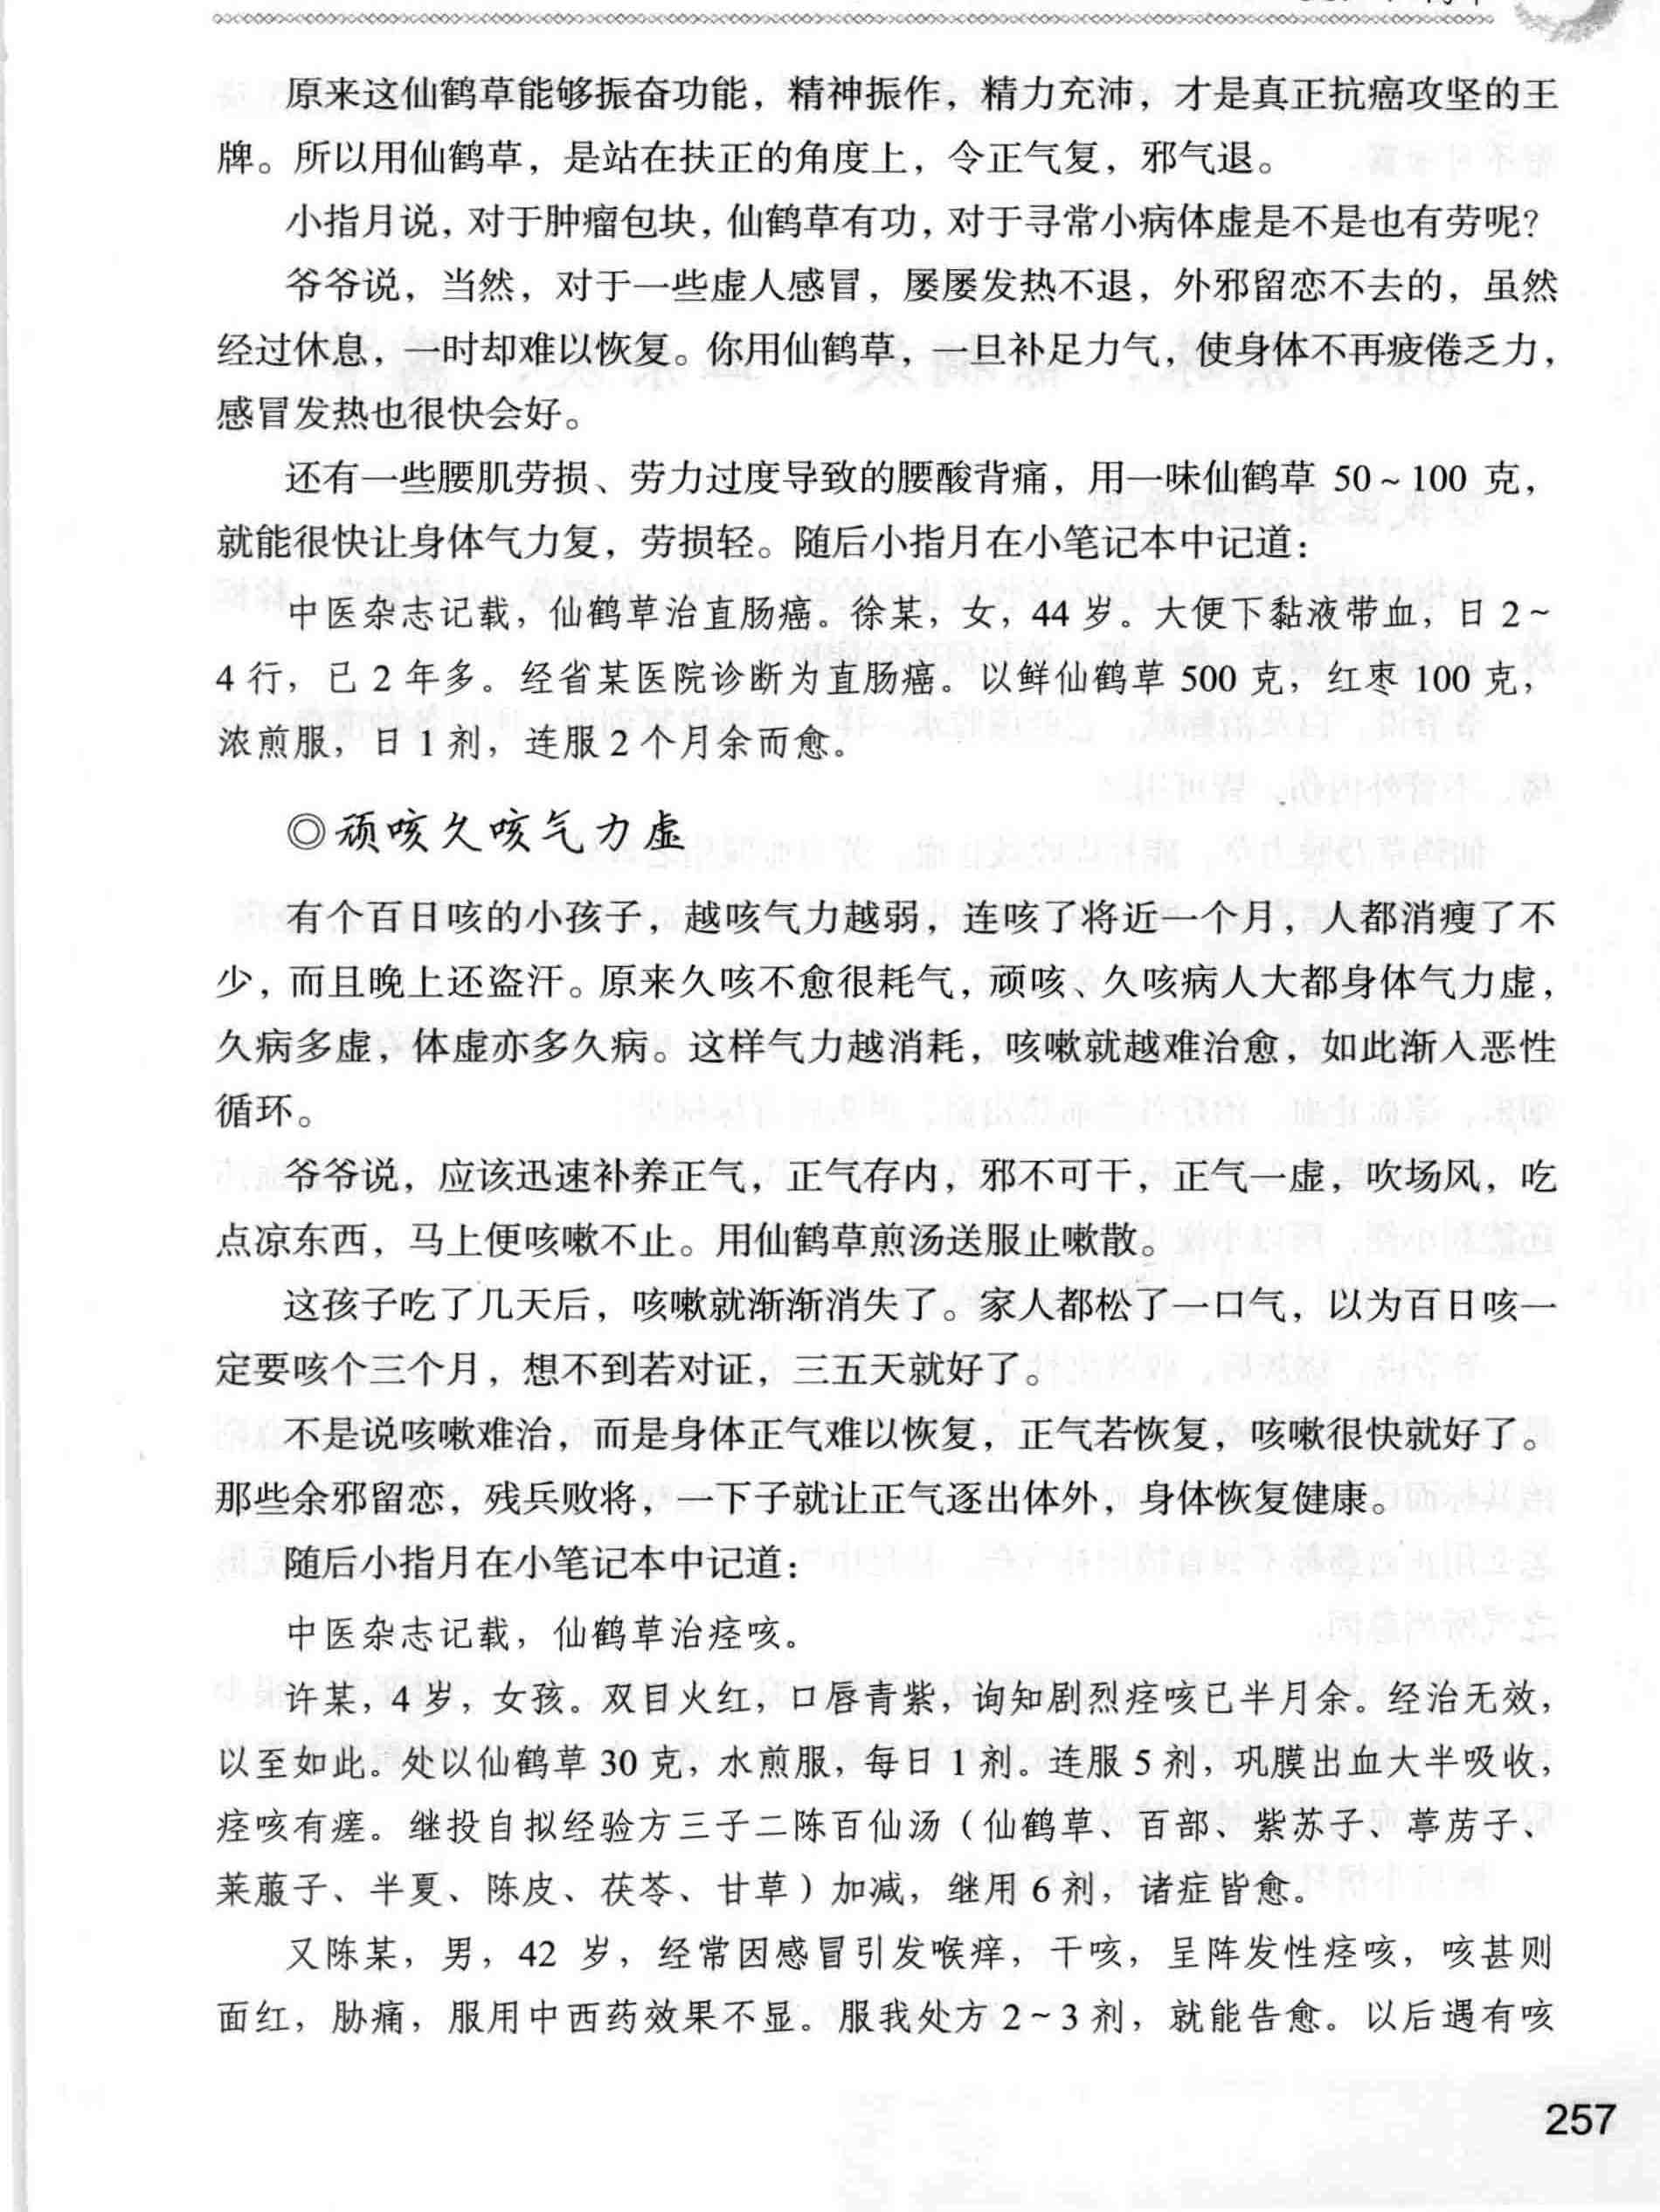 原来这仙鹤草能够振奋功能，精神振作，精力充沛，才是真正抗癌攻坚的王
牌。所以用仙鹤草，是站在扶正的角度上，令正气复，邪气退。
小指月说，对于肿瘤包块，仙鹤草有功，对于寻常小病体虚是不是也有劳呢？
爷爷说，当然，对于一些虚人感冒，屡屡发热不退，外邪留恋不去的，虽然
经过休息，一时却难以恢复。你用仙鹤草，一旦补足力气，使身体不再疲倦乏力，
感冒发热也很快会好。
还有一些腰肌劳损、劳力过度导致的腰酸背痛，用一味仙鹤草 50～100 克，
就能很快让身体气力复，劳损轻。随后小指月在小笔记本中记道：
中医杂志记载，仙鹤草治直肠癌。徐某，女，44 岁。大便下黏液带血，日 2～
4 行，已 2 年多。经省某医院诊断为直肠癌。以鲜仙鹤草 500 克，红枣 100 克，
浓煎服，日 1 剂，连服 2 个月余而愈。
◎顽咳久咳气力虚
有个百日咳的小孩子，越咳气力越弱，连咳了将近一个月，人都消瘦了不
少，而且晚上还盗汗。原来久咳不愈很耗气，顽咳、久咳病人大都身体气力虚，
久病多虚，体虚亦多久病。这样气力越消耗，咳嗽就越难治愈，如此渐入恶性
循环。
爷爷说，应该迅速补养正气，正气存内，邪不可干，正气一虚，吹场风，吃
点凉东西，马上便咳嗽不止。用仙鹤草煎汤送服止嗽散。
这孩子吃了几天后，咳嗽就渐渐消失了。家人都松了一口气，以为百日咳一
定要咳个三个月，想不到若对证，三五天就好了。
不是说咳嗽难治，而是身体正气难以恢复，正气若恢复，咳嗽很快就好了。
那些余邪留恋，残兵败将，一下子就让正气逐出体外，身体恢复健康。
随后小指月在小笔记本中记道：
中医杂志记载，仙鹤草治痉咳。
许某，4 岁，女孩。双目火红，口唇青紫，询知剧烈痉咳已半月余。经治无效，
以至如此。处以仙鹤草 30 克，水煎服，每日 1 剂。连服 5 剂，巩膜出血大半吸收，
痉咳有瘥。继投自拟经验方三子二陈百仙汤（仙鹤草、百部、紫苏子、葶苈子、
莱菔子、半夏、陈皮、茯苓、甘草）加减，继用 6 剂，诸症皆愈。
又陈某，男，42 岁，经常因感冒引发喉痒，干咳，呈阵发性痉咳，咳甚则
面红，胁痛，服用中西药效果不显。服我处方 2～3 剂，就能告愈。以后遇有咳
257